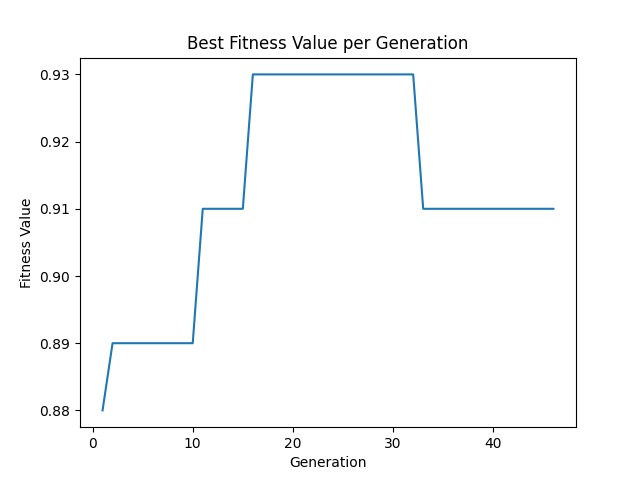 Best Fitness Value per Generation
0.93
0.92
0.91
0.90
0.89
0.88
Fitness Value
0 10 20 30 40
Generation